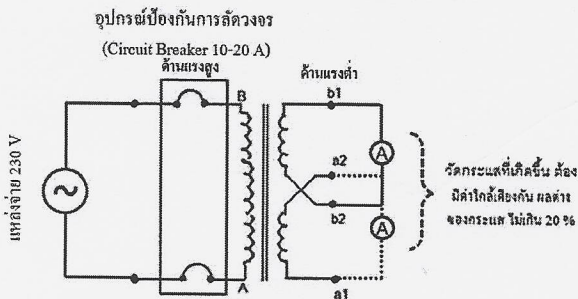 อุปกรณ์ป้องกันการลัดวงจร
(Circuit Breaker 10-20 A)
ด้านแรงสูง
ด้านแรงต่ำ
แหล่งจ่าย 230 V
B
A
b1
a2
b2
a1
A
A
วัดกระแสที่เกิดขึ้น ต้อง
มีค่าใกล้เคียงกัน ผลต่าง
ของกระแส ไม่เกิน 20 %